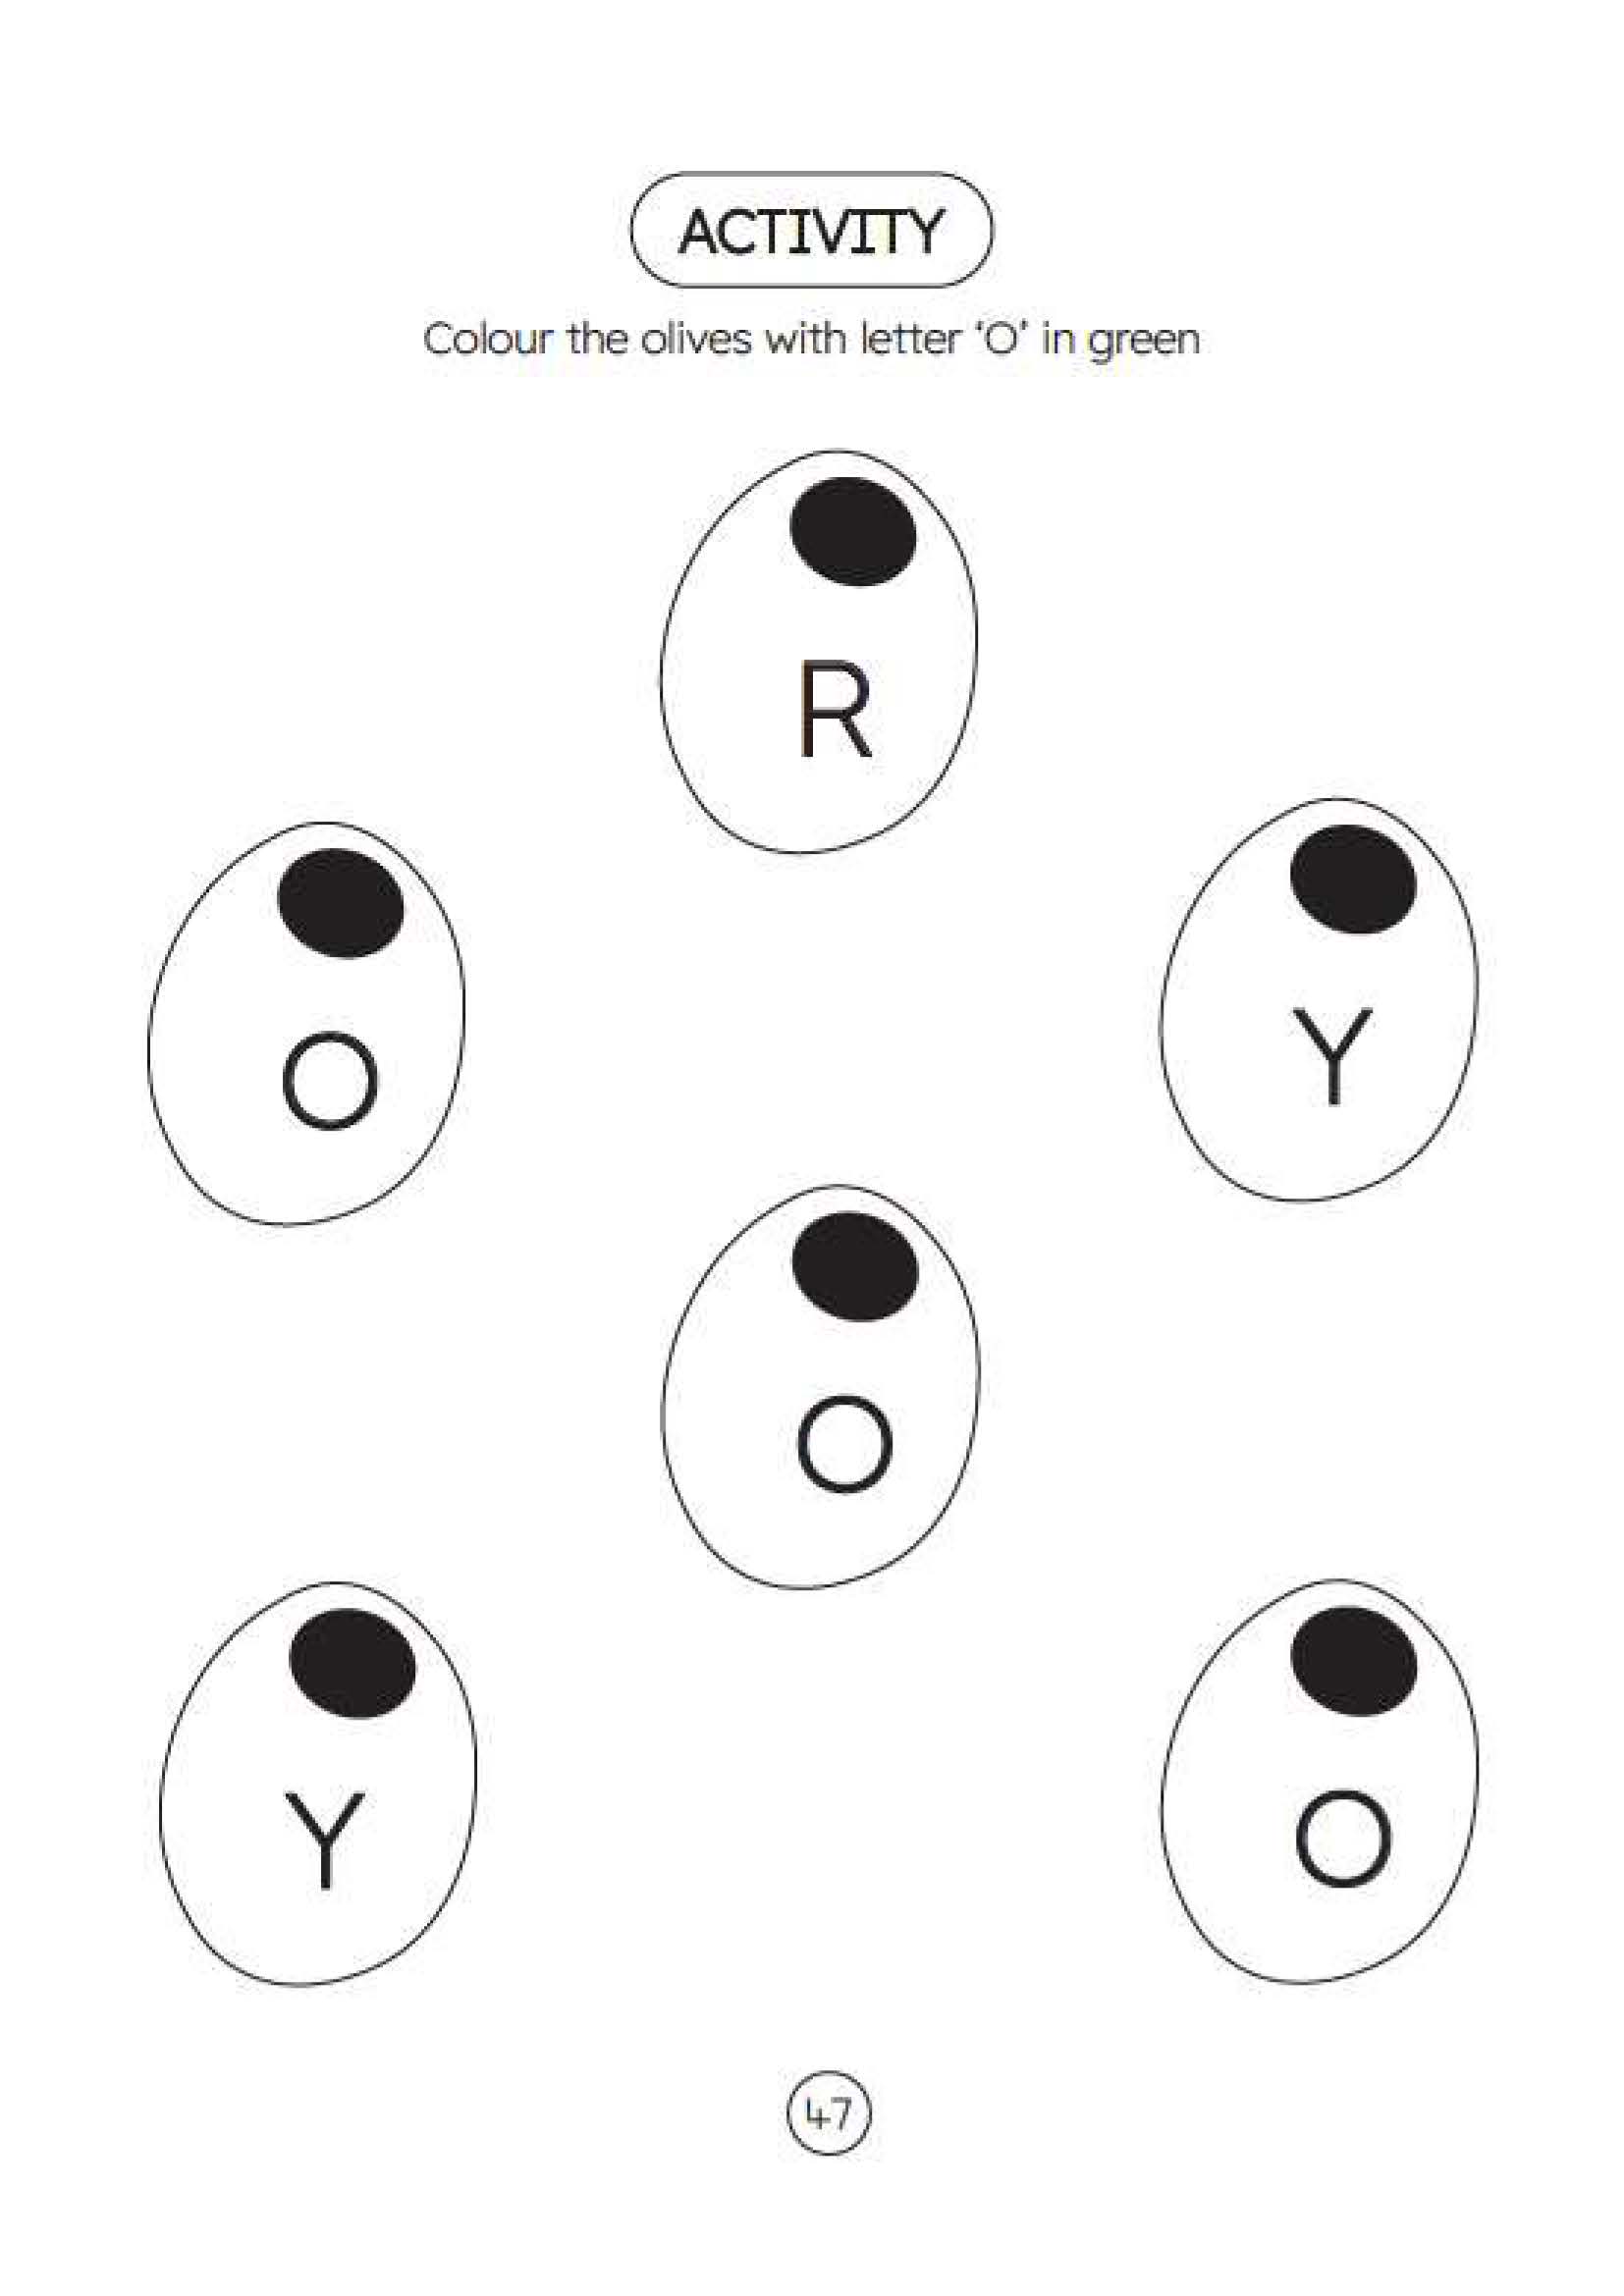 ACTIVITY
Colour the olives with letter ‘O’ in green
R
O
Y
O
Y
O
47